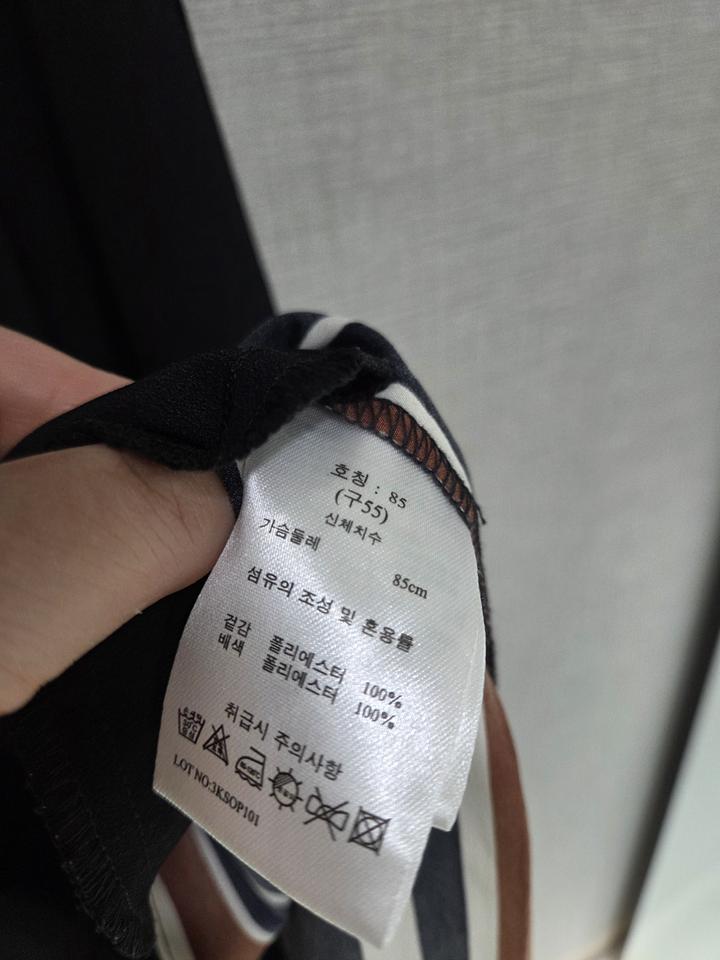 호칭 : 85
(구55)
신체치수
가슴둘레
85cm
섬유의 조성 및 혼용률
겉감 폴리에스터 100%
배색 폴리에스터 100%
취급시 주의사항
LOT NO:3KSOP101